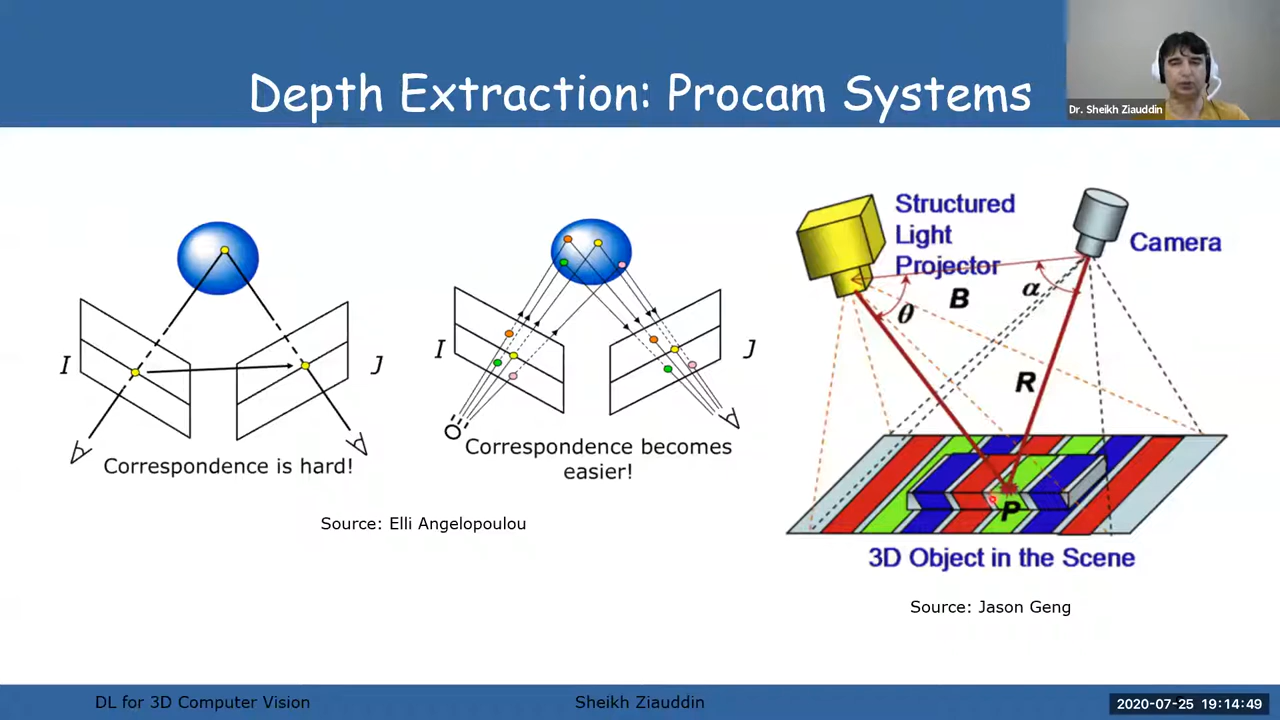 Depth Extraction: Procam Systems
Dr. Sheikh Ziauddin
I
J
Correspondence is hard!
I
J
O
Correspondence becomes
easier!
Source: Elli Angelopoulou
Structured
Light
Projector
Camera
B
α
θ
R
P
3D Object in the Scene
Source: Jason Geng
DL for 3D Computer Vision
Sheikh Ziauddin
2020-07-25 19:14:49